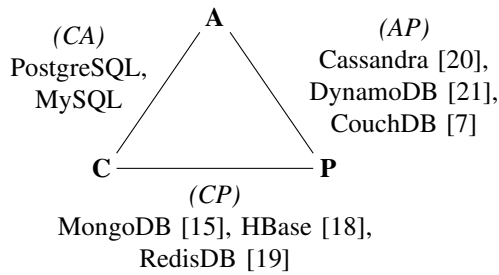 A
(CA)
PostgreSQL,
MySQL
(AP)
Cassandra [20],
DynamoDB [21],
CouchDB [7]
C
P
(CP)
MongoDB [15], HBase [18],
RedisDB [19]